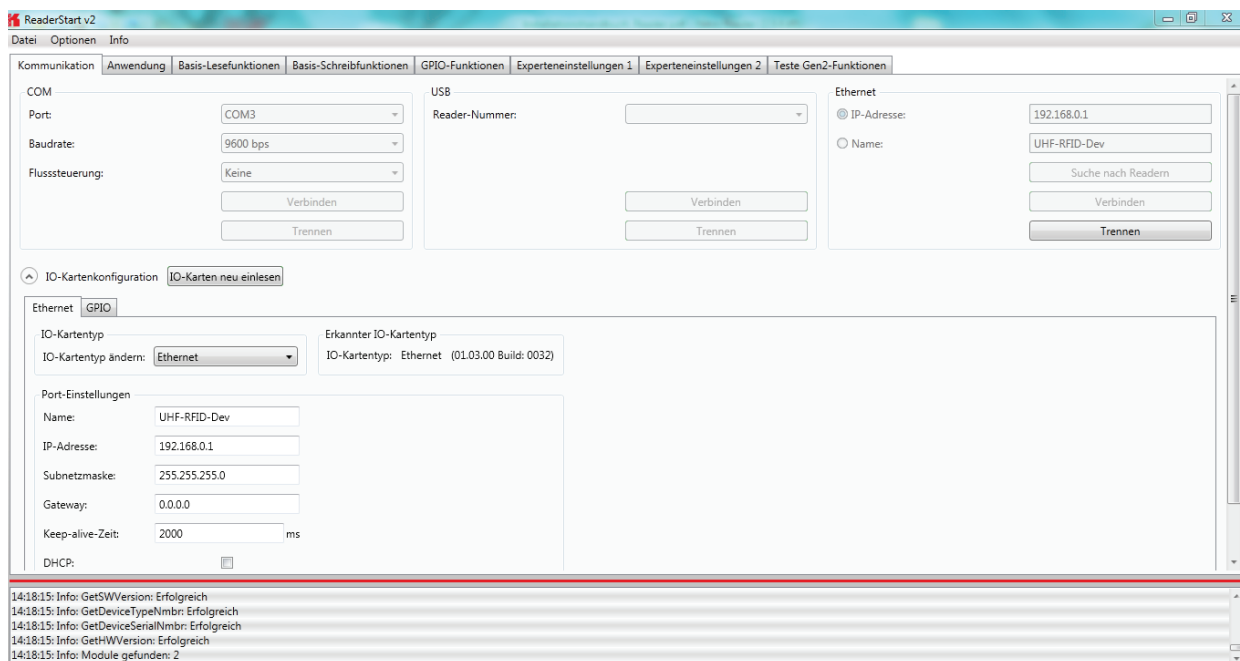 ReaderStart v2
Datei Optionen Info
Kommunikation Anwendung Basis-Lesefunktionen Basis-Schreibfunktionen GPIO-Funktionen Experteneinstellungen 1 Experteneinstellungen 2 Teste Gen2-Funktionen
COM USB Ethernet
Port: COM3 Reader-Nummer: IP-Adresse: 192.168.0.1
Baudrate: 9600 bps Name: UHF-RFID-Dev
Flusssteuerung: Keine Suche nach Readern
Verbinden Verbinden Verbinden
Trennen Trennen Trennen
IO-Kartenkonfiguration IO-Karten neu einlesen
Ethernet GPIO
IO-Kartentyp Erkannter IO-Kartentyp
IO-Kartentyp ändern: Ethernet IO-Kartentyp: Ethernet (01.03.00 Build: 0032)
Port-Einstellungen
Name: UHF-RFID-Dev
IP-Adresse: 192.168.0.1
Subnetzmaske: 255.255.255.0
Gateway: 0.0.0.0
Keep-alive-Zeit: 2000 ms
DHCP:
14:18:15: Info: GetSWVersion: Erfolgreich
14:18:15: Info: GetDeviceTypeNmbr: Erfolgreich
14:18:15: Info: GetDeviceSerialNmbr: Erfolgreich
14:18:15: Info: GetHWVersion: Erfolgreich
14:18:15: Info: Module gefunden: 2